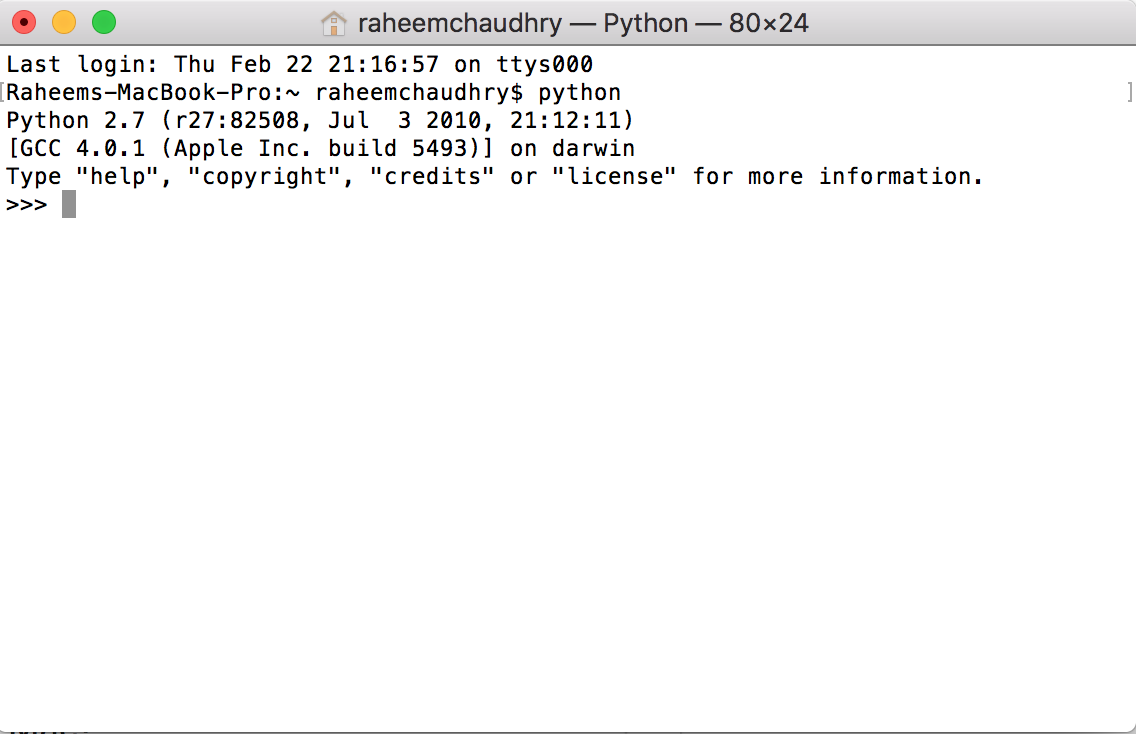 raheemchaudhry — Python — 80×24
Last login: Thu Feb 22 21:16:57 on ttys000
[Raheems-MacBook-Pro:~ raheemchaudhry$ python ]
Python 2.7 (r27:82508, Jul  3 2010, 21:12:11)
[GCC 4.0.1 (Apple Inc. build 5493)] on darwin
Type "help", "copyright", "credits" or "license" for more information.
>>>